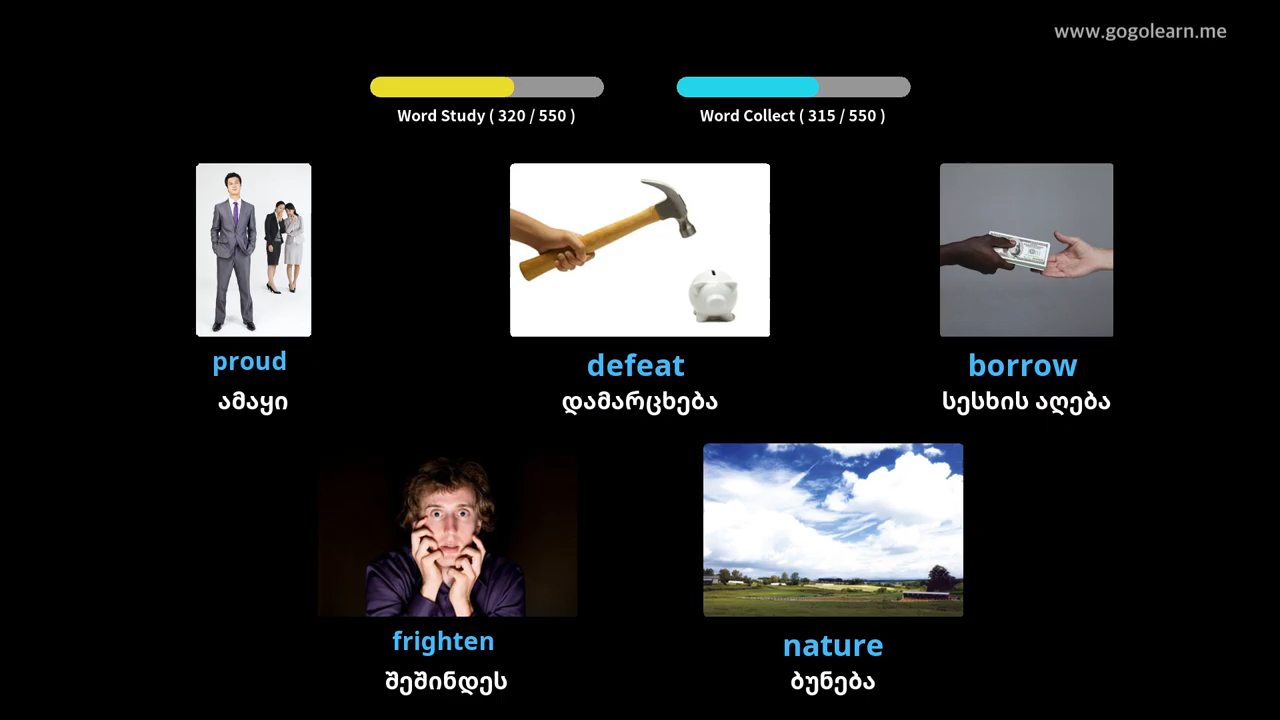 www.gogolearn.me
Word Study ( 320 / 550 )
Word Collect ( 315 / 550 )
proud
ამაყი
defeat
დამარცხება
borrow
სესხის აღება
frighten
შეშინდეს
nature
ბუნება